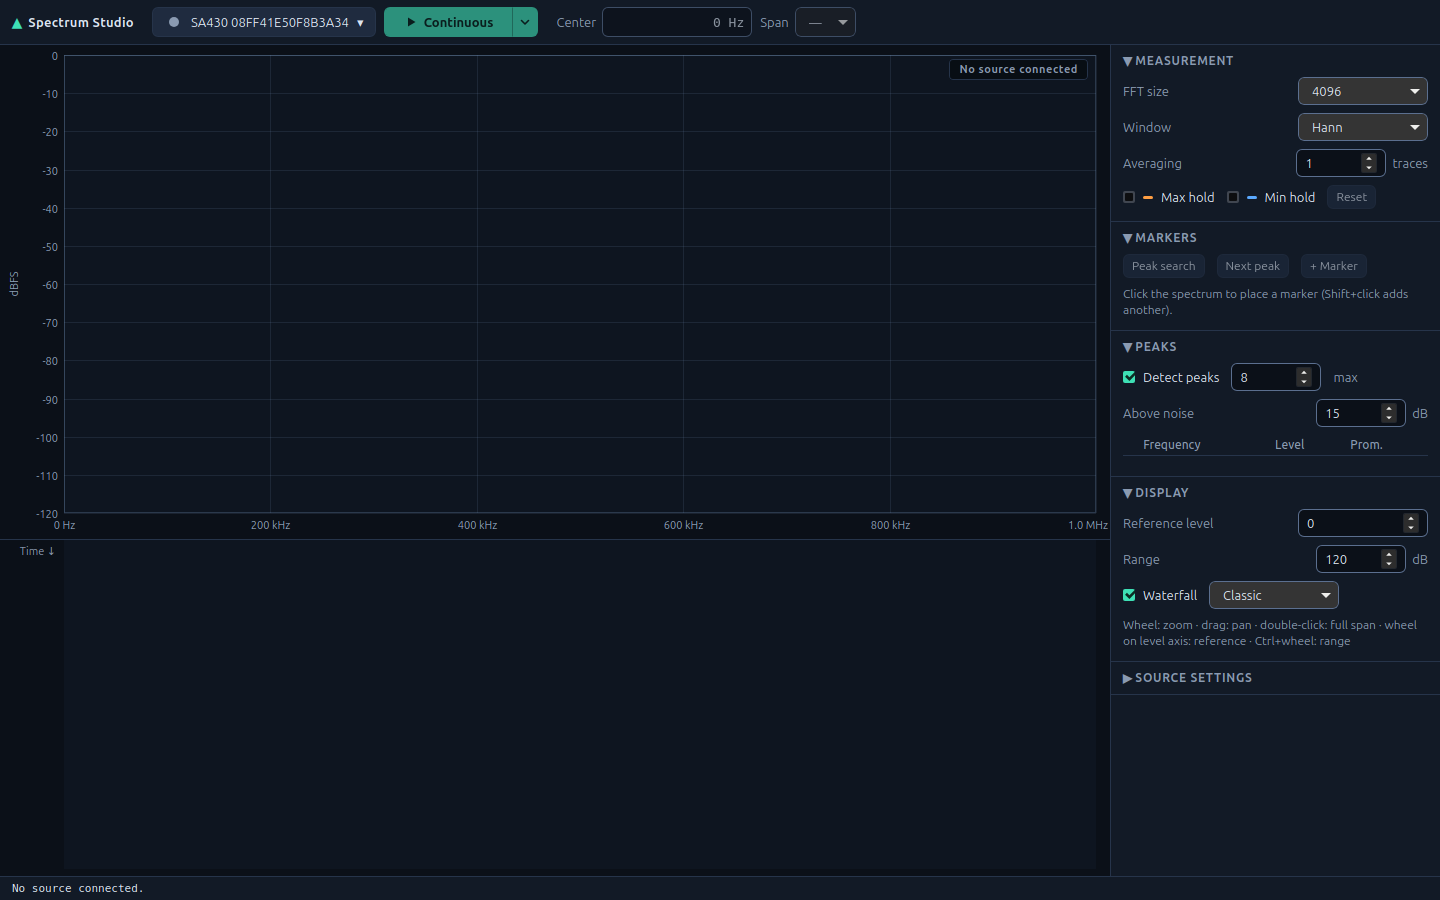 ▲ Spectrum Studio
SA430 08FF41E50F8B3A34 ▾
Continuous
Center
0 Hz
Span
—
No source connected
0
-10
-20
-30
-40
-50
-60
-70
-80
-90
-100
-110
-120
dBFS
0 Hz
200 kHz
400 kHz
600 kHz
800 kHz
1.0 MHz
Time ↓
▼ MEASUREMENT
FFT size
4096
Window
Hann
Averaging
1
traces
Max hold
Min hold
Reset
▼ MARKERS
Peak search
Next peak
+ Marker
Click the spectrum to place a marker (Shift+click adds
another).
▼ PEAKS
Detect peaks
8
max
Above noise
15
dB
Frequency
Level
Prom.
▼ DISPLAY
Reference level
0
Range
120
dB
Waterfall
Classic
Wheel: zoom · drag: pan · double-click: full span · wheel
on level axis: reference · Ctrl+wheel: range
▶ SOURCE SETTINGS
No source connected.